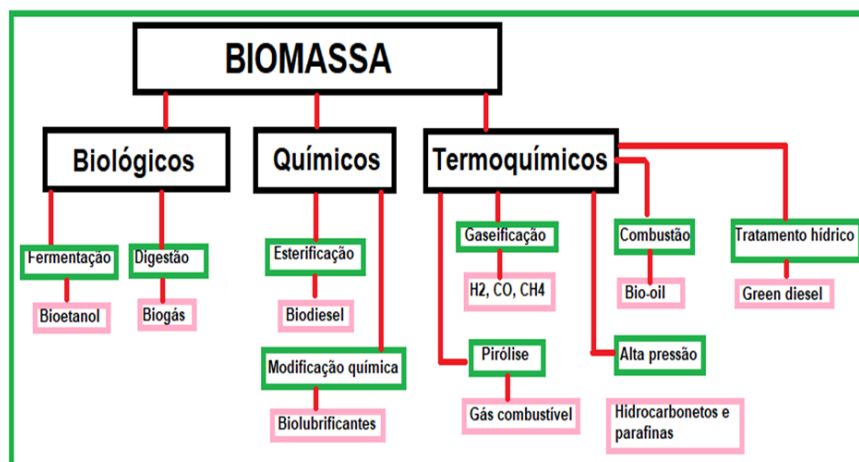 BIOMASSA
Biológicos
Químicos
Termoquímicos
Fermentação
Digestão
Esterificação
Gaseificação
Combustão
Tratamento hídrico
Bioetanol
Biogás
Biodiesel
H2, CO, CH4
Bio-oil
Green diesel
Modificação química
Pirólise
Alta pressão
Biolubrificantes
Gás combustível
Hidrocarbonetos e
parafinas